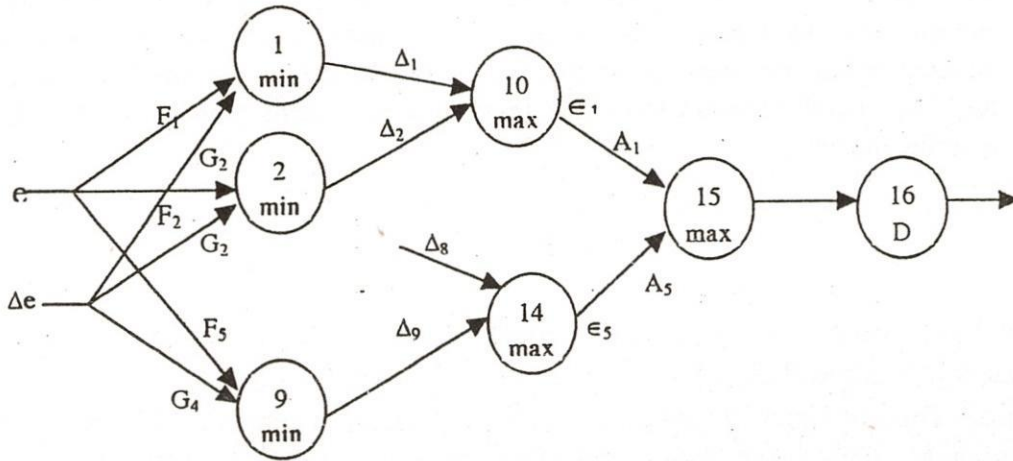 1
min
Δ₁
10
max
∈₁
F₁
Δ₂
A₁
G₂
2
min
15
max
16
D
e
F₂
G₂
Δ₈
A₅
Δe
14
max
∈₅
F₅
Δ₉
G₄
9
min